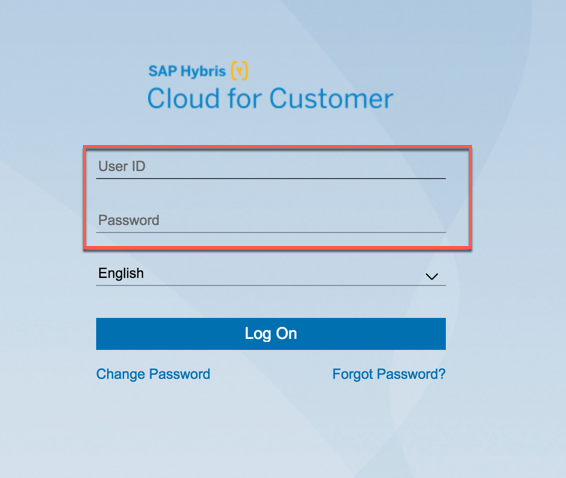 SAP Hybris
Cloud for Customer
User ID
Password
English
Log On
Change Password Forgot Password?